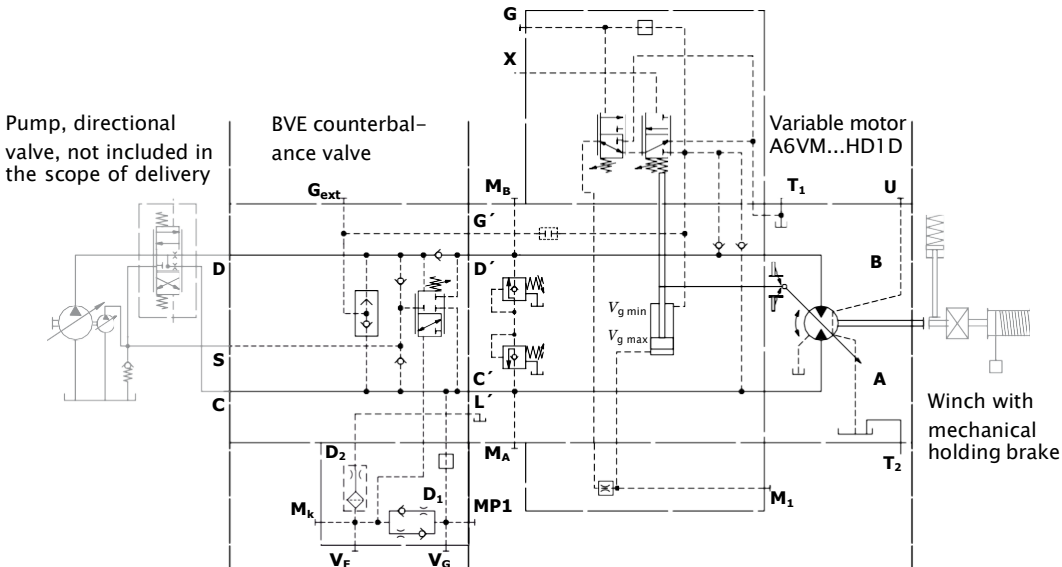 G
X
Pump, directional
valve, not included in
the scope of delivery
BVE counterbal–
ance valve
Variable motor
A6VM...HD1D
Gext
MB
T1
U
G´
D
D´
B
Vg min
Vg max
S
C´
A
C
L´
Winch with
mechanical
holding brake
MA
T2
D2
D1
M1
Mk
MP1
VF
VG